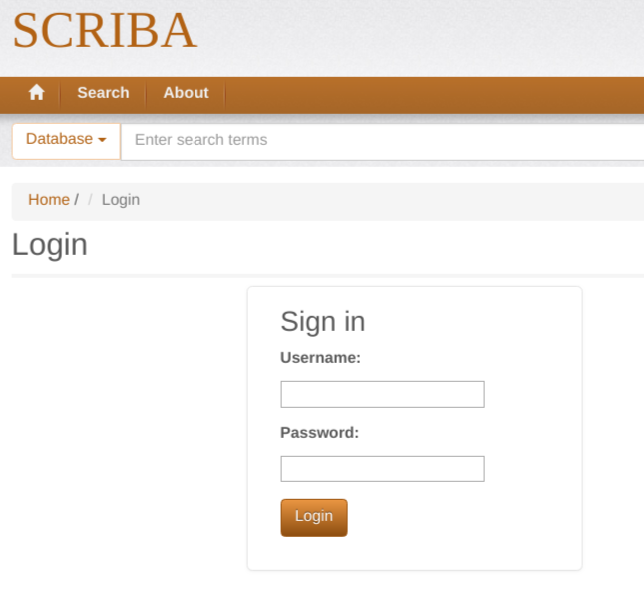 SCRIBA
Search About
Database Enter search terms
Home / / Login
Login
Sign in
Username:
Password:
Login